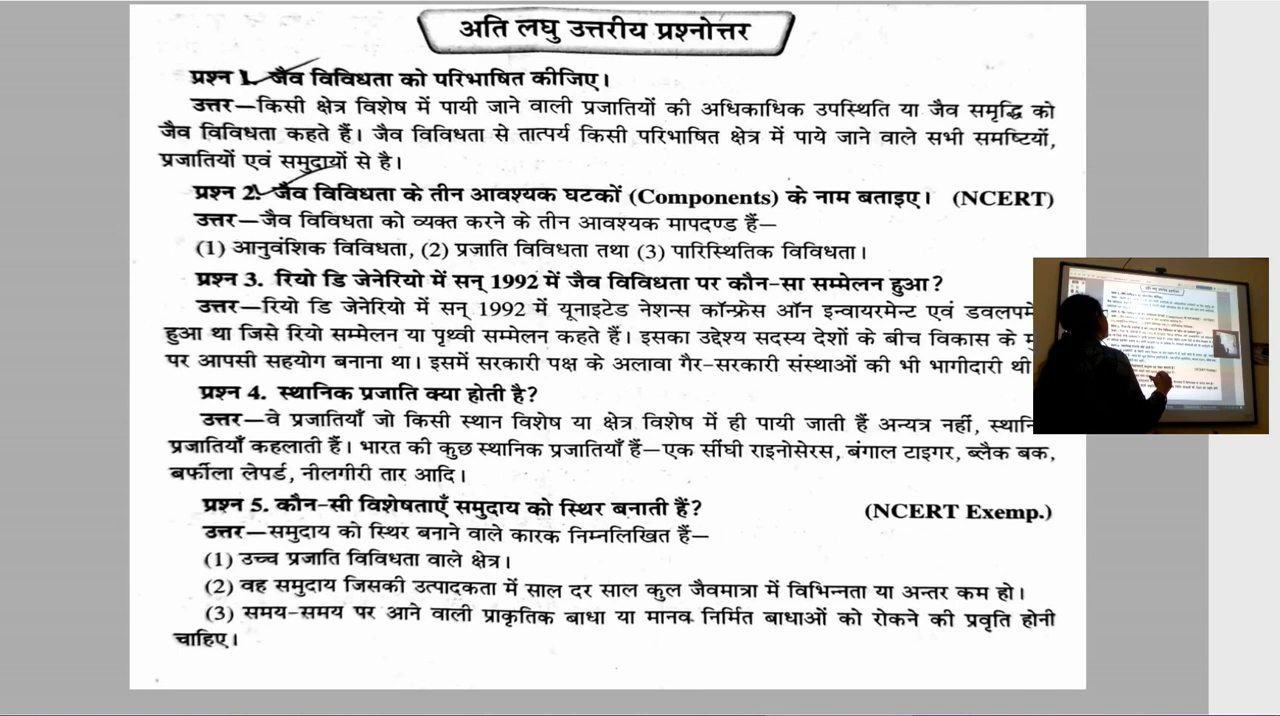 अति लघु उत्तरीय प्रश्नोत्तर
प्रश्न 1. जैव विविधता को परिभाषित कीजिए।
उत्तर—किसी क्षेत्र विशेष में पायी जाने वाली प्रजातियों की अधिकाधिक उपस्थिति या जैव समृद्धि को
जैव विविधता कहते हैं। जैव विविधता से तात्पर्य किसी परिभाषित क्षेत्र में पाये जाने वाले सभी समष्टियों,
प्रजातियों एवं समुदायों से है।
प्रश्न 2. जैव विविधता के तीन आवश्यक घटकों (Components) के नाम बताइए। (NCERT)
उत्तर—जैव विविधता को व्यक्त करने के तीन आवश्यक मापदण्ड हैं—
(1) आनुवंशिक विविधता, (2) प्रजाति विविधता तथा (3) पारिस्थितिक विविधता।
प्रश्न 3. रियो डि जेनेरियो में सन् 1992 में जैव विविधता पर कौन-सा सम्मेलन हुआ?
उत्तर—रियो डि जेनेरियो में सन् 1992 में यूनाइटेड नेशन्स कॉन्फ्रेस ऑन इन्वायरमेन्ट एवं डवलपमे
हुआ था जिसे रियो सम्मेलन या पृथ्वी सम्मेलन कहते हैं। इसका उद्देश्य सदस्य देशों के बीच विकास के
पर आपसी सहयोग बनाना था। इसमें सरकारी पक्ष के अलावा गैर-सरकारी संस्थाओं की भी भागीदारी थी
प्रश्न 4. स्थानिक प्रजाति क्या होती है?
उत्तर—वे प्रजातियाँ जो किसी स्थान विशेष या क्षेत्र विशेष में ही पायी जाती हैं अन्यत्र नहीं, स्थानि
प्रजातियाँ कहलाती हैं। भारत की कुछ स्थानिक प्रजातियाँ हैं—एक सींघी राइनोसेरस, बंगाल टाइगर, ब्लैक बक,
बर्फीला लेपर्ड, नीलगीरी तार आदि।
प्रश्न 5. कौन-सी विशेषताएँ समुदाय को स्थिर बनाती हैं? (NCERT Exemp.)
उत्तर—समुदाय को स्थिर बनाने वाले कारक निम्नलिखित हैं—
(1) उच्च प्रजाति विविधता वाले क्षेत्र।
(2) वह समुदाय जिसकी उत्पादकता में साल दर साल कुल जैवमात्रा में विभिन्नता या अन्तर कम हो।
(3) समय-समय पर आने वाली प्राकृतिक बाधा या मानव निर्मित बाधाओं को रोकने की प्रवृति होनी
चाहिए।